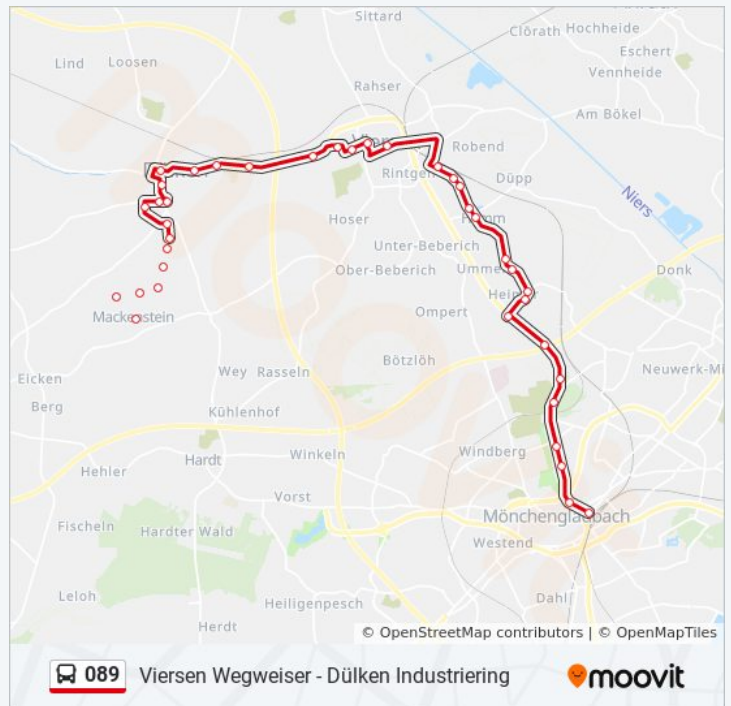 Sittard
Clörath Hochheide
Eschert
Lind Loosen
Vennheide
Rahser
Am Bökel
Robend
Rintgen
Düpp
Niers
Hoser
Unter-Beberich
Donk
Ober-Beberich
Ompert
Mackenstein
Bötzlöh
Wey Rasseln
Neuwerk-Mi
Eicken
Berg
Kühlenhof
Winkeln
Windberg
Hardt
Hehler
Vorst
Mönchengladbach
Fischeln
Hardter Wald
Westend
Leloh
Heiligenpesch
Dahl
Herdt
© OpenStreetMap contributors | © OpenMapTiles
089 Viersen Wegweiser - Dülken Industriering
moovit